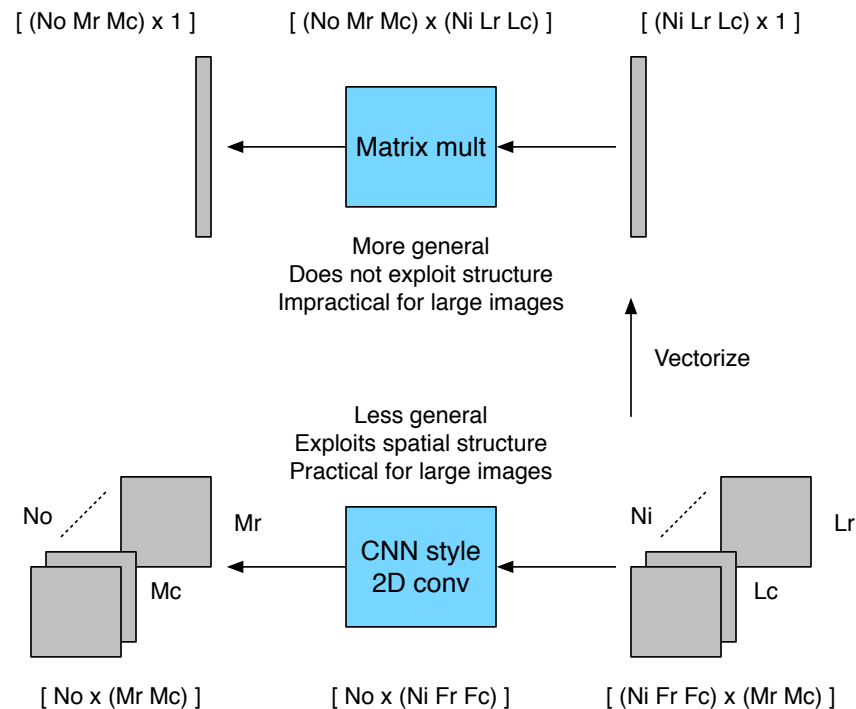 [ (No Mr Mc) x 1 ]
[ (No Mr Mc) x (Ni Lr Lc) ]
[ (Ni Lr Lc) x 1 ]
Matrix mult
More general
Does not exploit structure
Impractical for large images
Vectorize
Less general
Exploits spatial structure
Practical for large images
No
Mr
Mc
CNN style
2D conv
Ni
Lr
Lc
[ No x (Mr Mc) ]
[ No x (Ni Fr Fc) ]
[ (Ni Fr Fc) x (Mr Mc) ]